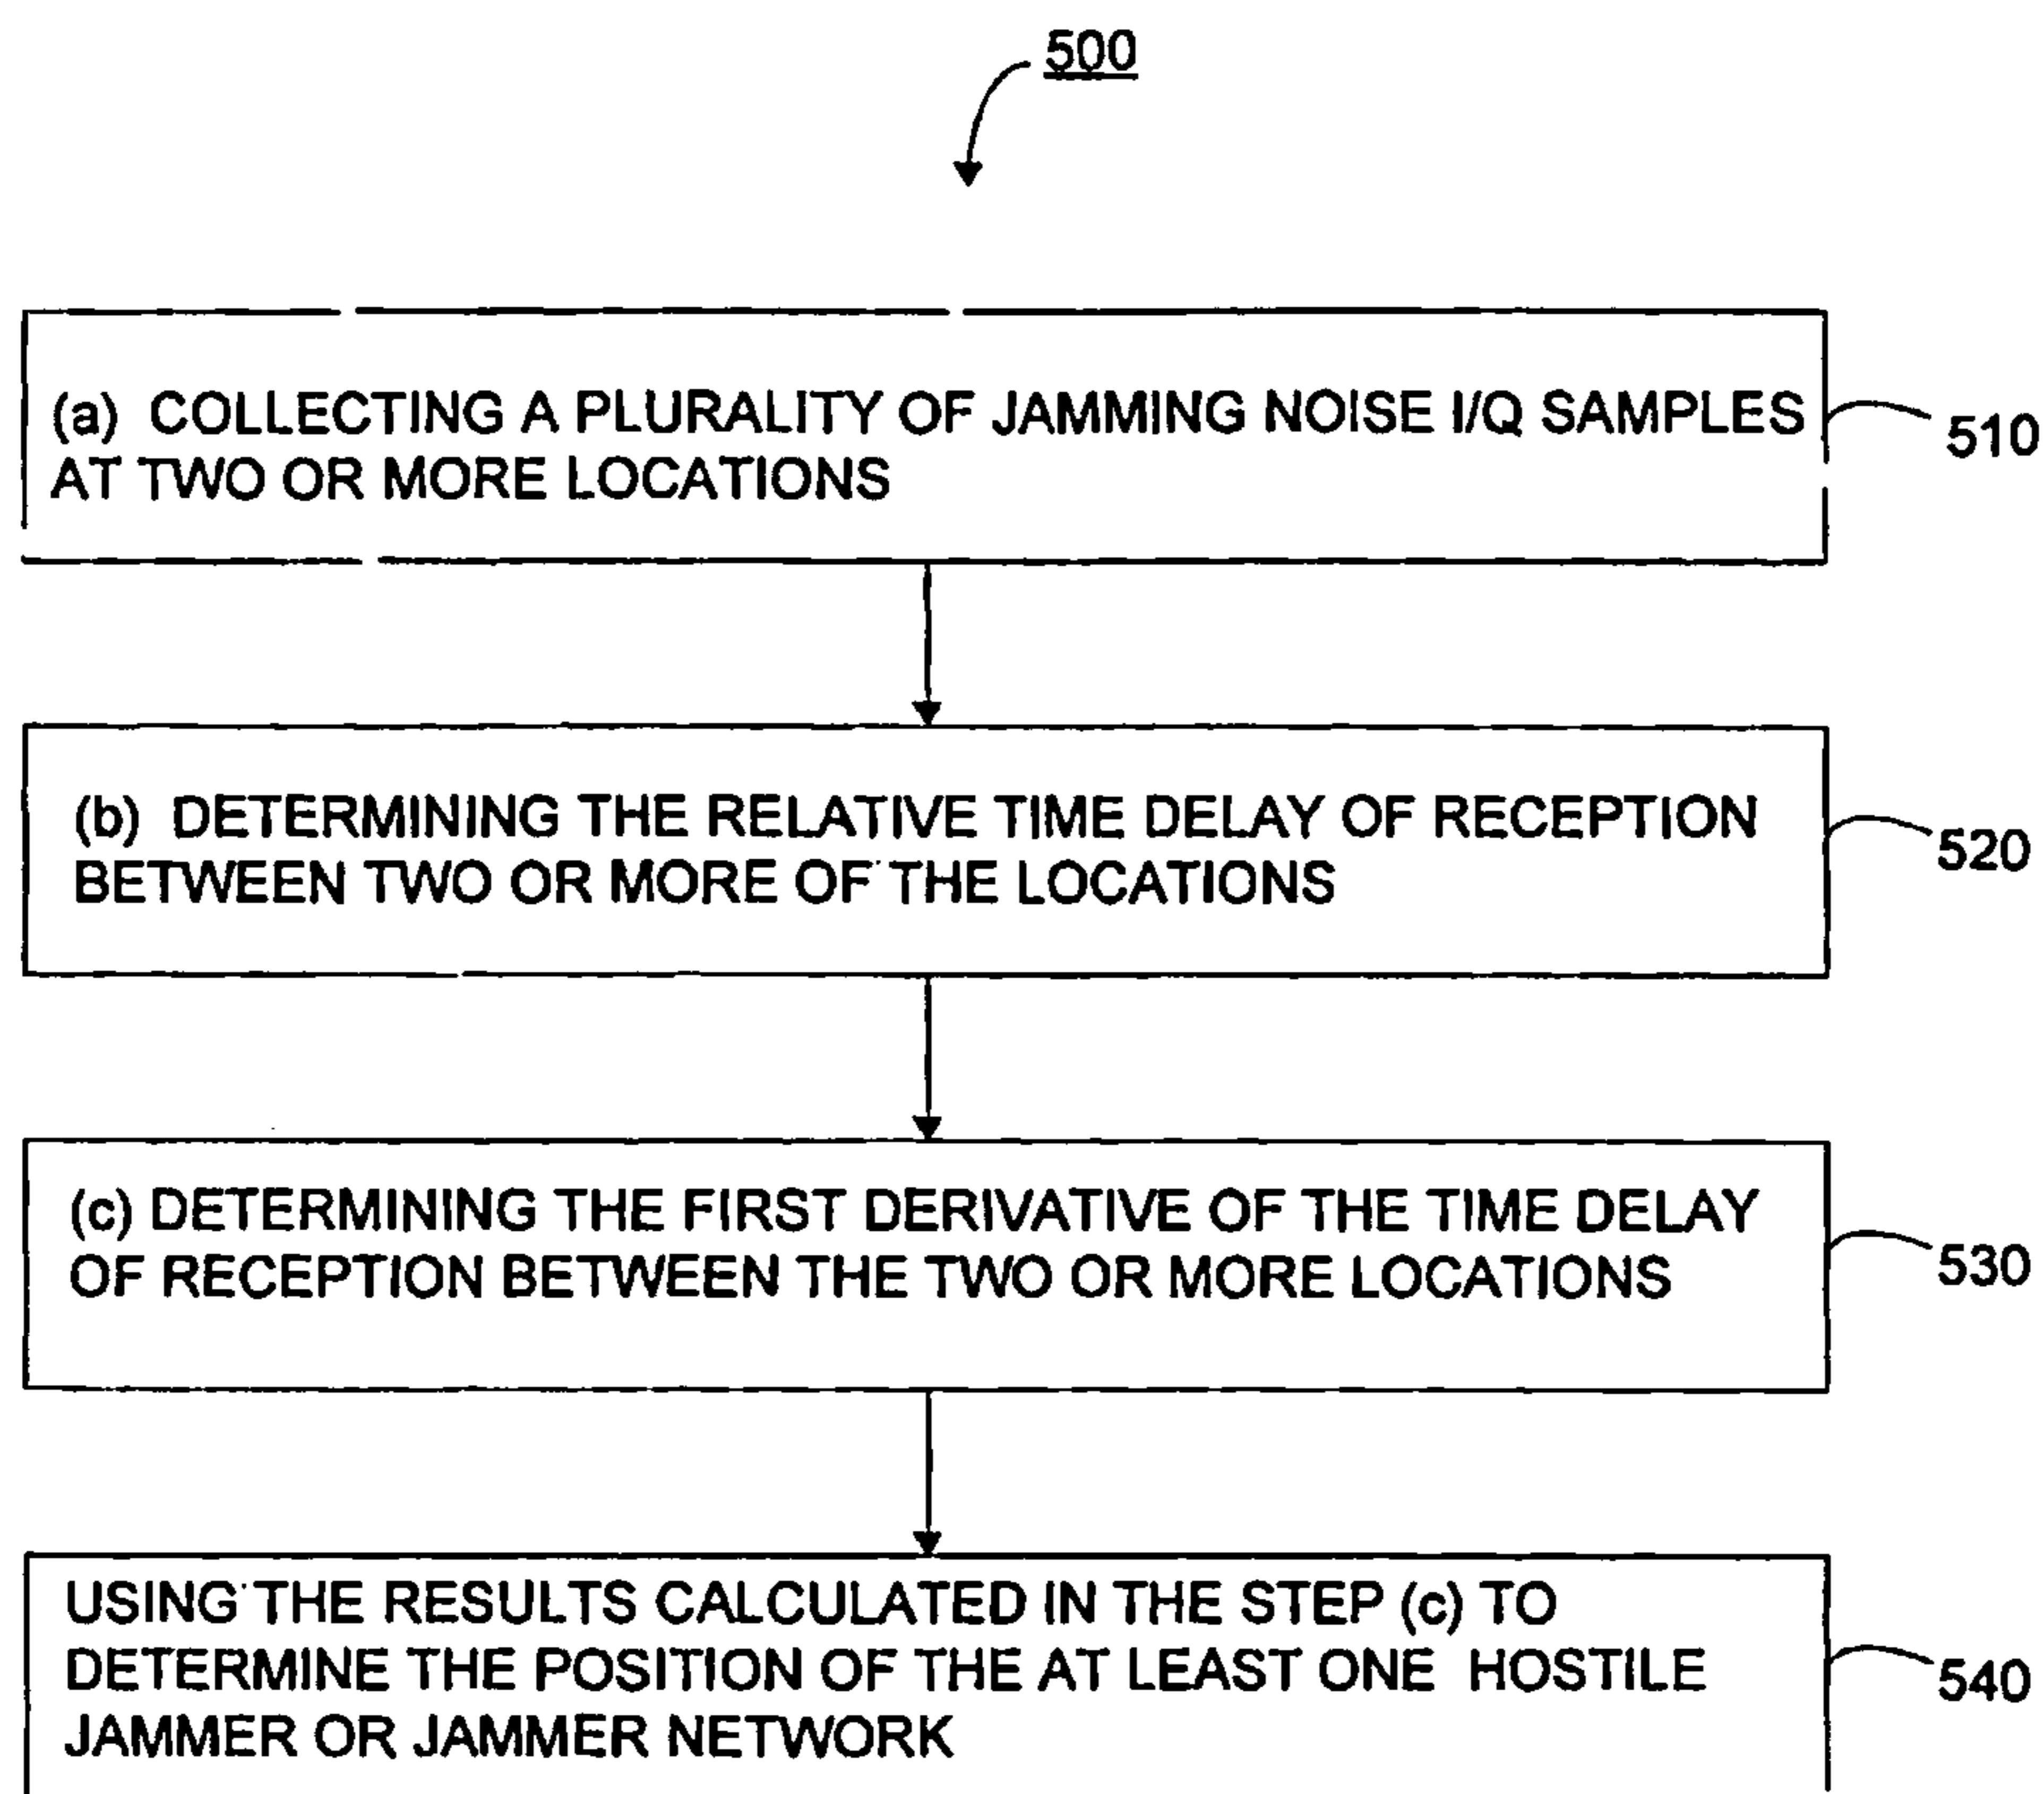 500
(a) COLLECTING A PLURALITY OF JAMMING NOISE I/Q SAMPLES
AT TWO OR MORE LOCATIONS
510
(b) DETERMINING THE RELATIVE TIME DELAY OF RECEPTION
BETWEEN TWO OR MORE OF THE LOCATIONS
520
(c) DETERMINING THE FIRST DERIVATIVE OF THE TIME DELAY
OF RECEPTION BETWEEN THE TWO OR MORE LOCATIONS
530
USING THE RESULTS CALCULATED IN THE STEP (c) TO
DETERMINE THE POSITION OF THE AT LEAST ONE HOSTILE
JAMMER OR JAMMER NETWORK
540